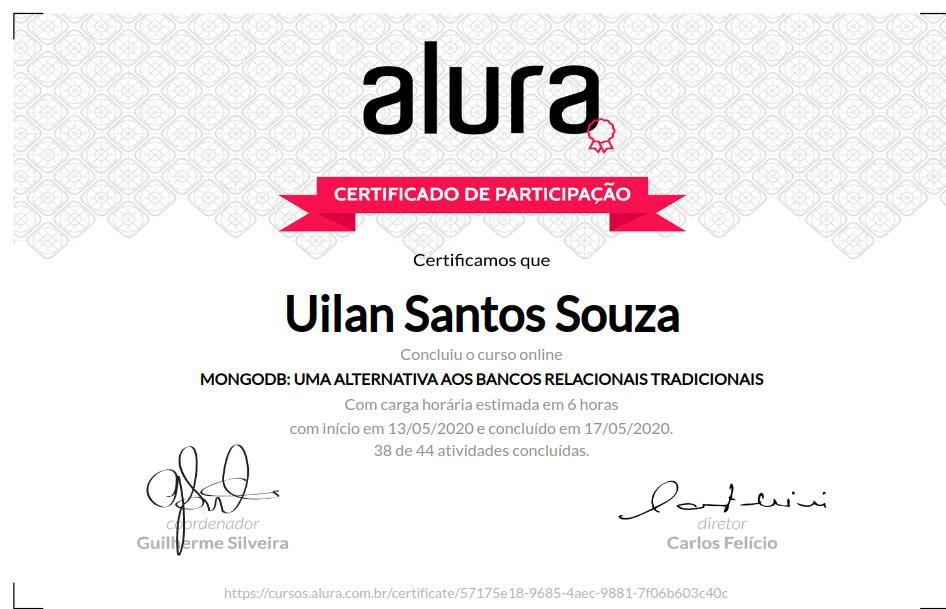 alura
CERTIFICADO DE PARTICIPAÇÃO
Certificamos que
Uilan Santos Souza
Concluiu o curso online
MONGODB: UMA ALTERNATIVA AOS BANCOS RELACIONAIS TRADICIONAIS
Com carga horária estimada em 6 horas
com início em 13/05/2020 e concluído em 17/05/2020.
38 de 44 atividades concluídas.
coordenador
Guilherme Silveira
diretor
Carlos Felício
https://cursos.alura.com.br/certificate/57175e18-9685-4aec-9881-7f06b603c40c